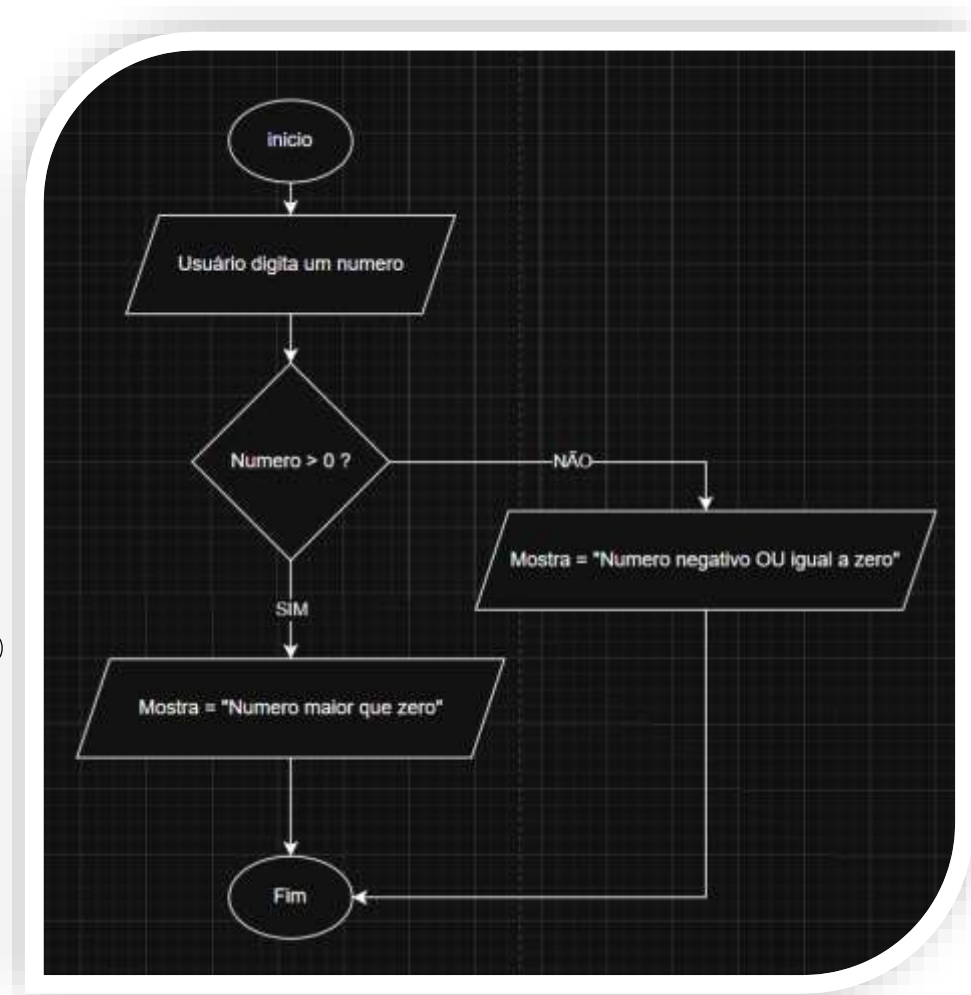 inicio
Usuário digita um numero
Numero > 0 ?
NÃO
Mostra = "Numero negativo OU igual a zero"
SIM
)
Mostra = "Numero maior que zero"
Fim